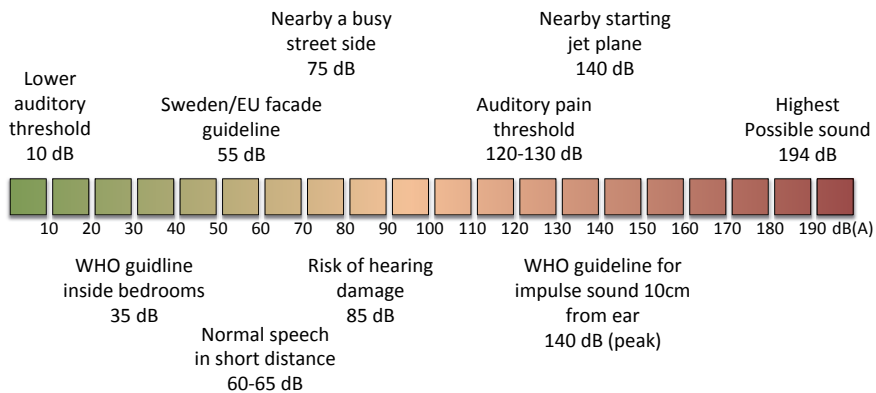 Nearby a busy
street side
75 dB
Nearby starting
jet plane
140 dB
Lower
auditory
threshold
10 dB
Sweden/EU facade
guideline
55 dB
Auditory pain
threshold
120-130 dB
Highest
Possible sound
194 dB
10 20 30 40 50 60 70 80 90 100 110 120 130 140 150 160 170 180 190 dB(A)
WHO guidline
inside bedrooms
35 dB
Normal speech
in short distance
60-65 dB
Risk of hearing
damage
85 dB
WHO guideline for
impulse sound 10cm
from ear
140 dB (peak)